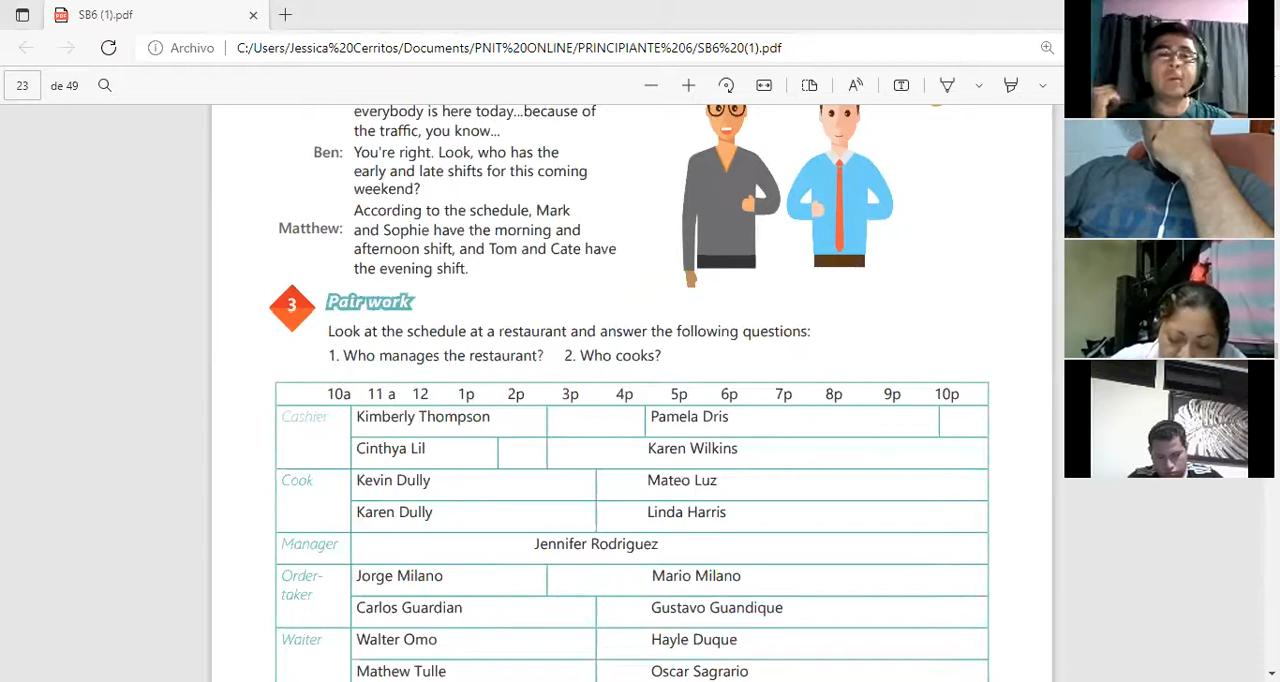 SB6 (1).pdf
Archivo
C:/Users/Jessica%20Cerritos/Documents/PNIT%20ONLINE/PRINCIPIANTE%206/SB6%20(1).pdf
23
de 49
everybody is here today...because of
the traffic, you know...
Ben: You're right. Look, who has the
early and late shifts for this coming
weekend?
According to the schedule, Mark
Matthew: and Sophie have the morning and
afternoon shift, and Tom and Cate have
the evening shift.
3 Pair work
Look at the schedule at a restaurant and answer the following questions:
1. Who manages the restaurant? 2. Who cooks?
10a 11 a 12 1p 2p 3p 4p 5p 6p 7p 8p 9p 10p
Cashier Kimberly Thompson Pamela Dris
Cinthya Lil Karen Wilkins
Cook Kevin Dully Mateo Luz
Karen Dully Linda Harris
Manager Jennifer Rodriguez
Order- Jorge Milano Mario Milano
taker
Carlos Guardian Gustavo Guandique
Waiter Walter Omo Hayle Duque
Mathew Tulle Oscar Sagrario